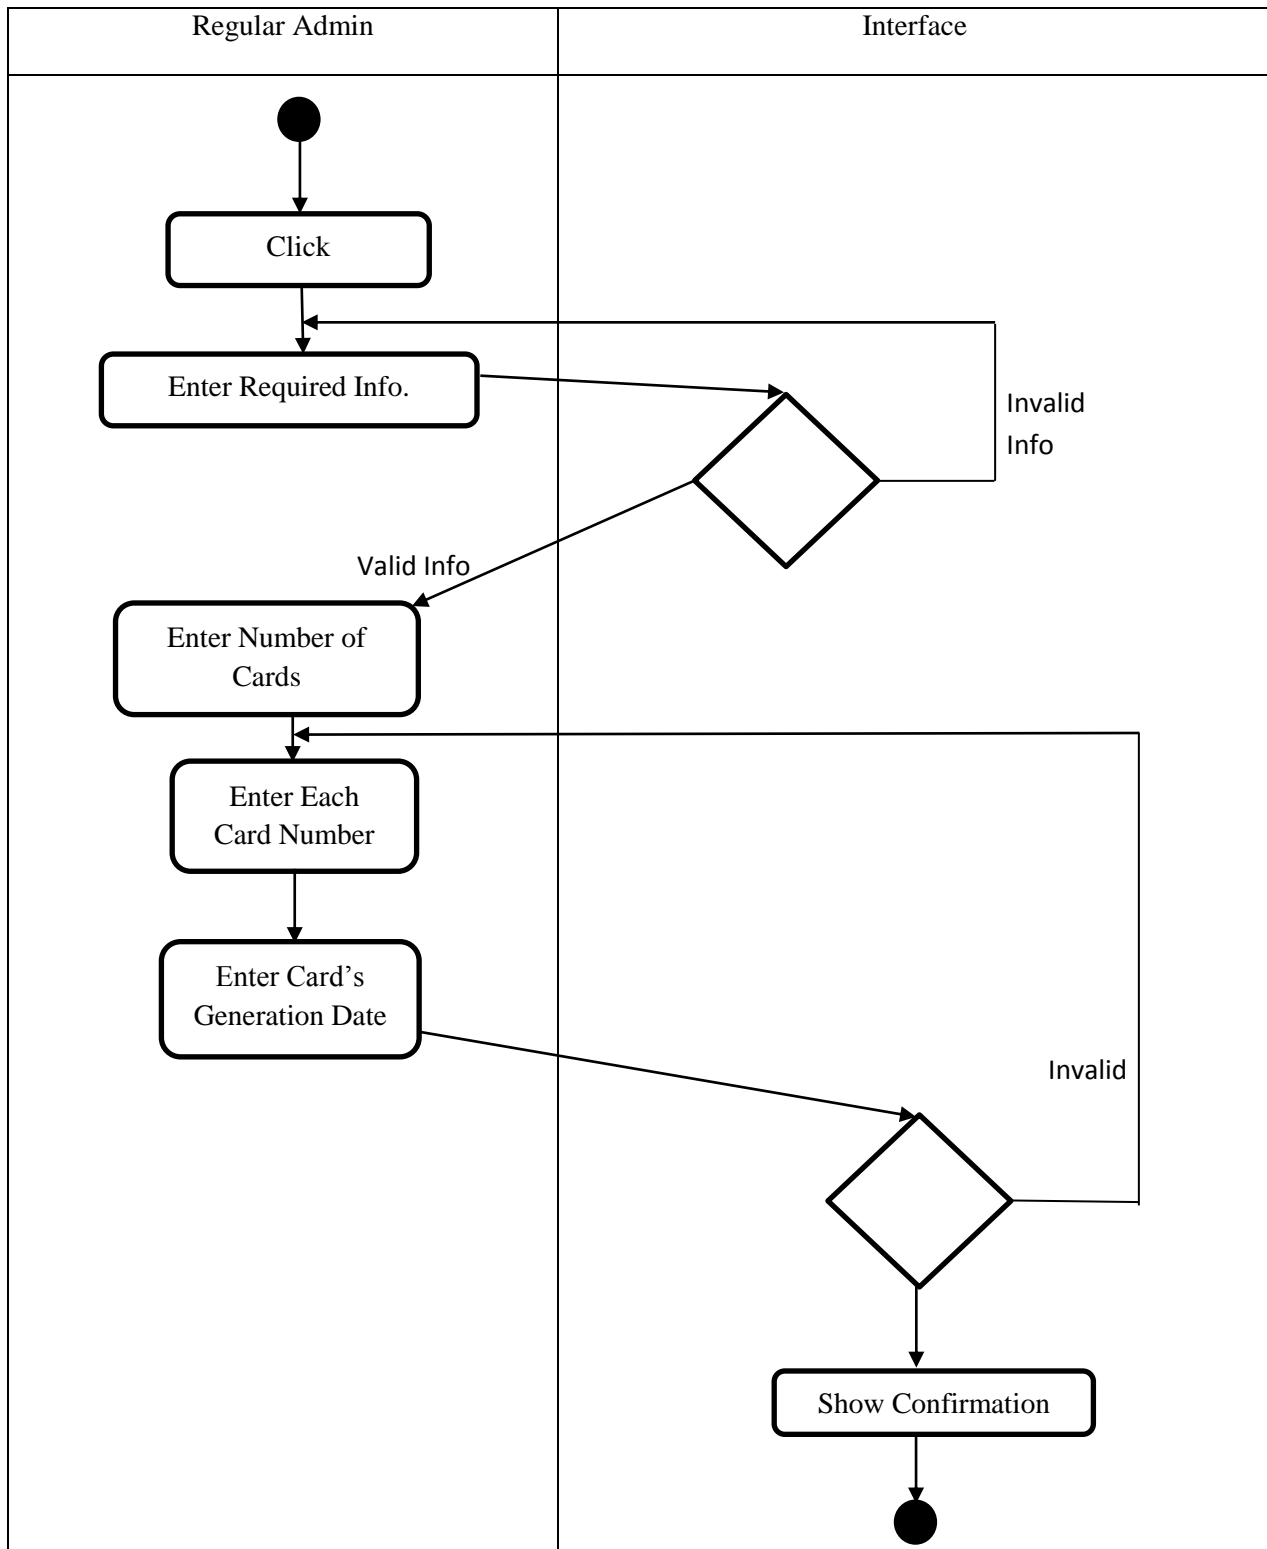 Regular Admin
Interface
Click
Enter Required Info.
Invalid
Info
Valid Info
Enter Number of
Cards
Enter Each
Card Number
Enter Card’s
Generation Date
Invalid
Show Confirmation